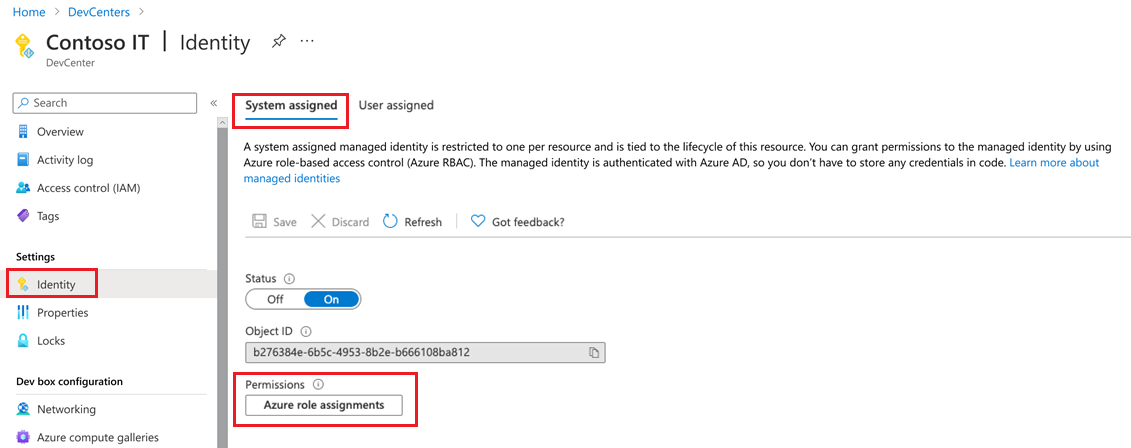 Home > DevCenters >
Contoso IT | Identity
DevCenter
Search
Overview
Activity log
Access control (IAM)
Tags
Settings
Identity
Properties
Locks
Dev box configuration
Networking
Azure compute galleries
System assigned User assigned
A system assigned managed identity is restricted to one per resource and is tied to the lifecycle of this resource. You can grant permissions to the managed identity by using
Azure role-based access control (Azure RBAC). The managed identity is authenticated with Azure AD, so you don't have to store any credentials in code. Learn more about
managed identities
Save Discard Refresh Got feedback?
Status
Off On
Object ID
b276384e-6b5c-4953-8b2e-b666108ba812
Permissions
Azure role assignments